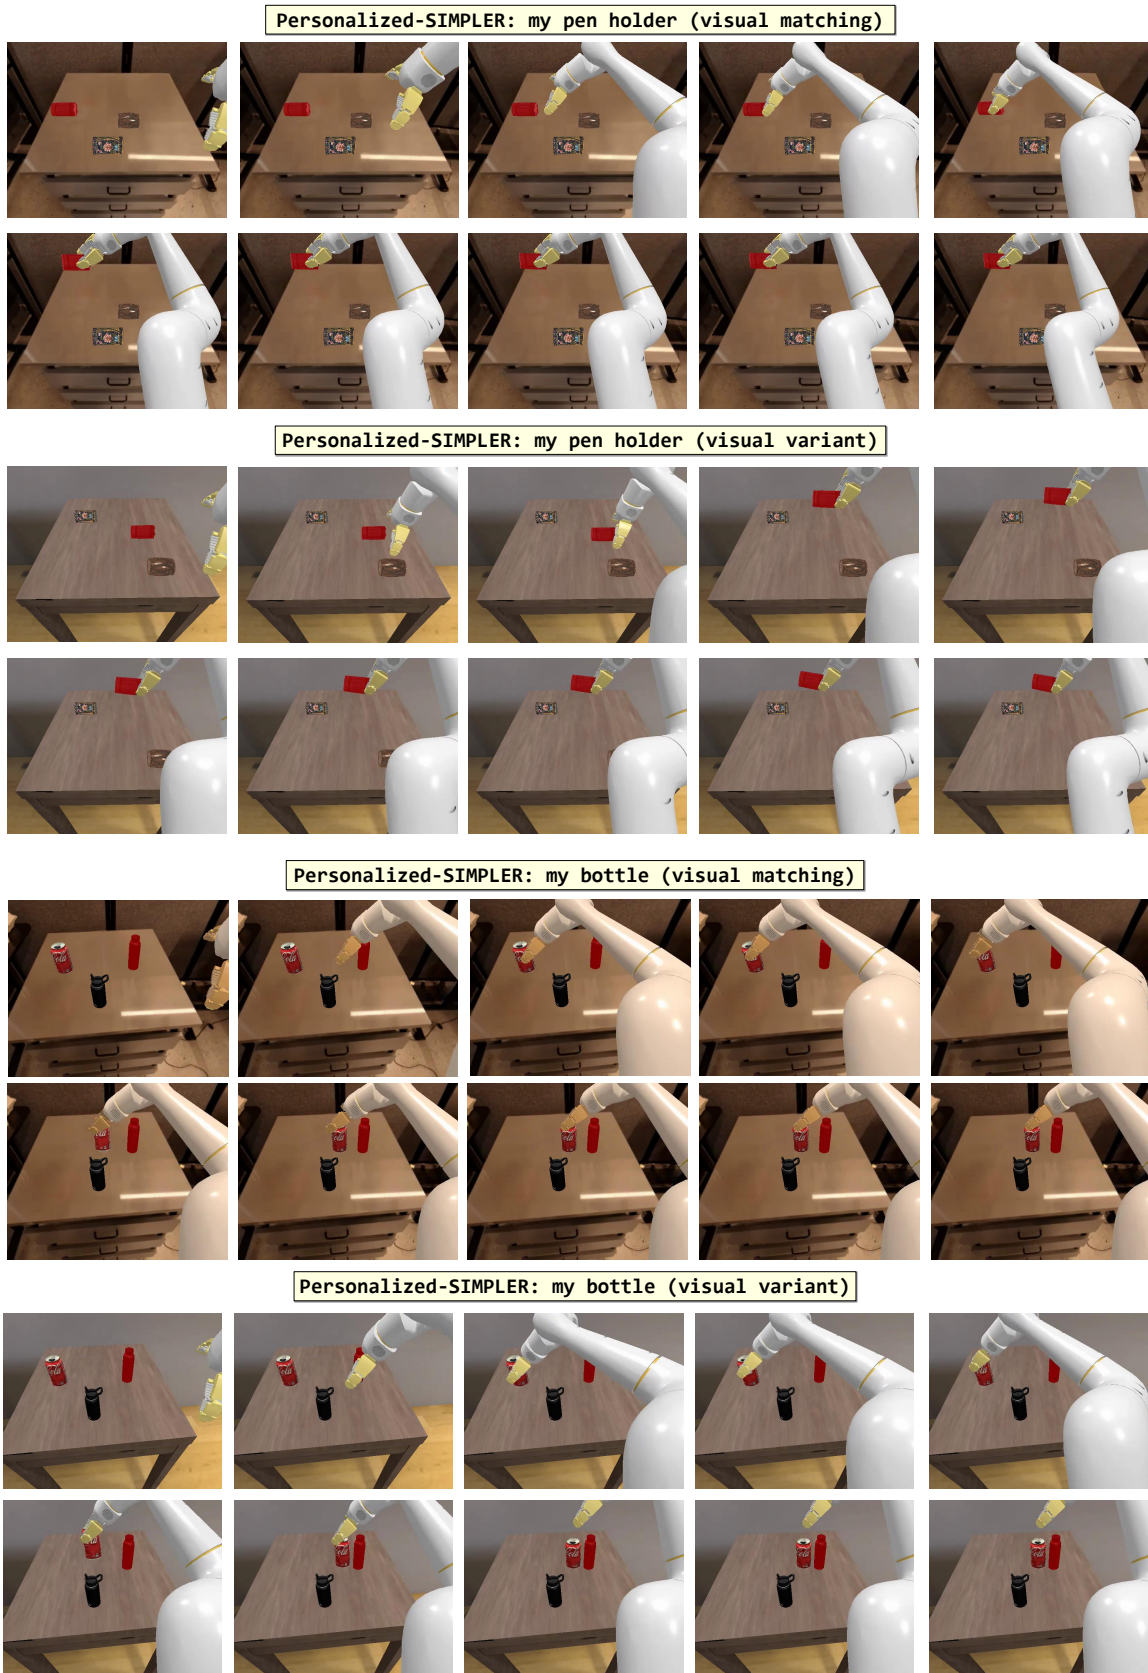 Personalized-SIMPLER: my pen holder (visual matching)
Personalized-SIMPLER: my pen holder (visual variant)
Personalized-SIMPLER: my bottle (visual matching)
Personalized-SIMPLER: my bottle (visual variant)